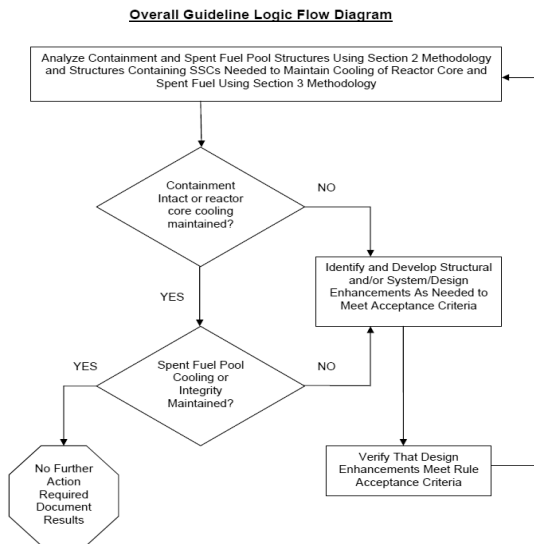 Overall Guideline Logic Flow Diagram
Analyze Containment and Spent Fuel Pool Structures Using Section 2 Methodology
and Structures Containing SSCs Needed to Maintain Cooling of Reactor Core and
Spent Fuel Using Section 3 Methodology
Containment
Intact or reactor
core cooling
maintained?
NO
Identify and Develop Structural
and/or System/Design
Enhancements As Needed to
Meet Acceptance Criteria
YES
Spent Fuel Pool
Cooling or
Integrity
Maintained?
YES
NO
No Further
Action
Required
Document
Results
Verify That Design
Enhancements Meet Rule
Acceptance Criteria